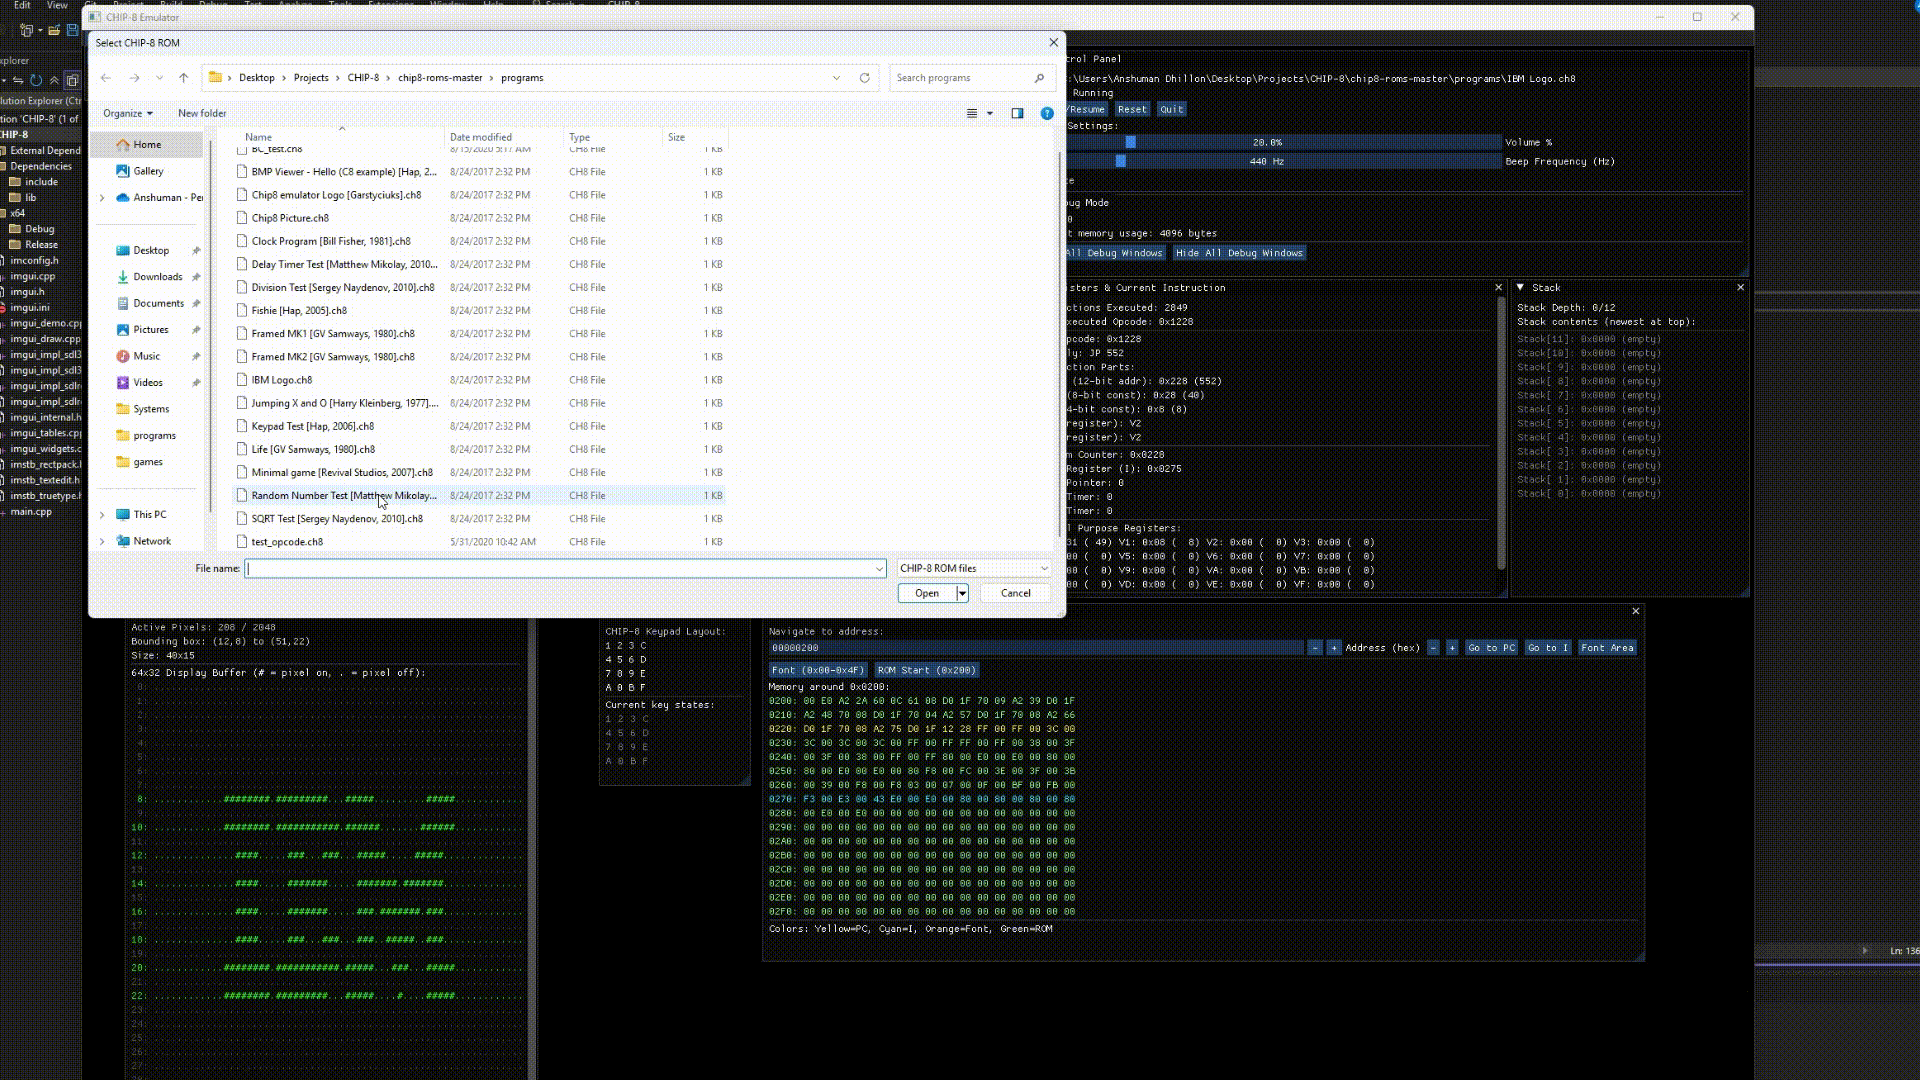 Edit View Git Project Build Debug Test Analyze Tools Extensions Window Help Search CHIP-8
CHIP-8 Emulator
Select CHIP-8 ROM
Desktop > Projects > CHIP-8 > chip8-roms-master > programs
Search programs
Organize
New folder
Home
Gallery
Anshuman - Per
Desktop
Downloads
Documents
Pictures
Music
Videos
Systems
programs
games
This PC
Network
Name Date modified Type Size
BC_test.ch8 8/15/2020 5:17 AM CH8 File 1 KB
BMP Viewer - Hello (C8 example) [Hap, 2... 8/24/2017 2:32 PM CH8 File 1 KB
Chip8 emulator Logo [Garstyciuks].ch8 8/24/2017 2:32 PM CH8 File 1 KB
Chip8 Picture.ch8 8/24/2017 2:32 PM CH8 File 1 KB
Clock Program [Bill Fisher, 1981].ch8 8/24/2017 2:32 PM CH8 File 1 KB
Delay Timer Test [Matthew Mikolay, 2010... 8/24/2017 2:32 PM CH8 File 1 KB
Division Test [Sergey Naydenov, 2010].ch8 8/24/2017 2:32 PM CH8 File 1 KB
Fishie [Hap, 2005].ch8 8/24/2017 2:32 PM CH8 File 1 KB
Framed MK1 [GV Samways, 1980].ch8 8/24/2017 2:32 PM CH8 File 1 KB
Framed MK2 [GV Samways, 1980].ch8 8/24/2017 2:32 PM CH8 File 1 KB
IBM Logo.ch8 8/24/2017 2:32 PM CH8 File 1 KB
Jumping X and O [Harry Kleinberg, 1977].... 8/24/2017 2:32 PM CH8 File 1 KB
Keypad Test [Hap, 2006].ch8 8/24/2017 2:32 PM CH8 File 1 KB
Life [GV Samways, 1980].ch8 8/24/2017 2:32 PM CH8 File 1 KB
Minimal game [Revival Studios, 2007].ch8 8/24/2017 2:32 PM CH8 File 1 KB
Random Number Test [Matthew Mikolay... 8/24/2017 2:32 PM CH8 File 1 KB
SQRT Test [Sergey Naydenov, 2010].ch8 8/24/2017 2:32 PM CH8 File 1 KB
test_opcode.ch8 5/31/2020 10:42 AM CH8 File 1 KB
File name:
CHIP-8 ROM files
Open
Cancel
xplorer
lution Explorer (Ctr
tion 'CHIP-8' (1 of
HIP-8
External Depend
Dependencies
include
lib
x64
Debug
Release
imconfig.h
imgui.cpp
imgui.h
imgui.ini
imgui_demo.cpp
imgui_draw.cpp
imgui_impl_sdl3
imgui_impl_sdl3
imgui_impl_sdlr
imgui_impl_sdlr
imgui_internal.h
imgui_tables.cpp
imgui_widgets.c
imstb_rectpack.h
imstb_textedit.h
imstb_truetype.h
main.cpp
trol Panel
:\Users\Anshuman Dhillon\Desktop\Projects\CHIP-8\chip8-roms-master\programs\IBM Logo.ch8
Running
/Resume Reset Quit
Settings:
20.0% Volume %
440 Hz Beep Frequency (Hz)
te
ug Mode
0
t memory usage: 4096 bytes
All Debug Windows Hide All Debug Windows
isters & Current Instruction
ctions Executed: 2849
xecuted Opcode: 0x1228
pcode: 0x1228
ly: JP 552
ction Parts:
(12-bit addr): 0x228 (552)
(8-bit const): 0x28 (40)
4-bit const): 0x8 (8)
register): V2
register): V2
m Counter: 0x0228
Register (I): 0x0275
Pointer: 0
Timer: 0
Timer: 0
l Purpose Registers:
31 ( 49) V1: 0x08 ( 8) V2: 0x00 ( 0) V3: 0x00 ( 0)
00 ( 0) V5: 0x00 ( 0) V6: 0x00 ( 0) V7: 0x00 ( 0)
00 ( 0) V9: 0x00 ( 0) VA: 0x00 ( 0) VB: 0x00 ( 0)
00 ( 0) VD: 0x00 ( 0) VE: 0x00 ( 0) VF: 0x00 ( 0)
Stack
Stack Depth: 0/12
Stack contents (newest at top):
Stack[11]: 0x0000 (empty)
Stack[10]: 0x0000 (empty)
Stack[ 9]: 0x0000 (empty)
Stack[ 8]: 0x0000 (empty)
Stack[ 7]: 0x0000 (empty)
Stack[ 6]: 0x0000 (empty)
Stack[ 5]: 0x0000 (empty)
Stack[ 4]: 0x0000 (empty)
Stack[ 3]: 0x0000 (empty)
Stack[ 2]: 0x0000 (empty)
Stack[ 1]: 0x0000 (empty)
Stack[ 0]: 0x0000 (empty)
Active Pixels: 208 / 2048
Bounding box: (12,8) to (51,22)
Size: 40x15
64x32 Display Buffer (# = pixel on, . = pixel off):
CHIP-8 Keypad Layout:
1 2 3 C
4 5 6 D
7 8 9 E
A 0 B F
Current key states:
1 2 3 C
4 5 6 D
7 8 9 E
A 0 B F
Navigate to address:
00000200 - + Address (hex) - + Go to PC Go to I Font Area
Font (0x00-0x4F) ROM Start (0x200)
Memory around 0x0200:
0200: 00 E0 A2 2A 60 0C 61 08 D0 1F 70 09 A2 39 D0 1F
0210: A2 48 70 08 D0 1F 70 04 A2 57 D0 1F 70 08 A2 66
0220: D0 1F 70 08 A2 75 D0 1F 12 28 FF 00 FF 00 3C 00
0230: 3C 00 3C 00 3C 00 FF 00 FF FF 00 FF 00 38 00 3F
0240: 00 3F 00 38 00 FF 00 FF 80 00 E0 00 E0 00 80 00
0250: 80 00 E0 00 E0 00 80 F8 00 FC 00 3E 00 3F 00 3B
0260: 00 39 00 F8 00 F8 03 00 07 00 0F 00 BF 00 FB 00
0270: F3 00 E3 00 43 E0 00 E0 00 80 00 80 00 80 00 80
0280: 00 E0 00 E0 00 00 00 00 00 00 00 00 00 00 00 00
0290: 00 00 00 00 00 00 00 00 00 00 00 00 00 00 00 00
02A0: 00 00 00 00 00 00 00 00 00 00 00 00 00 00 00 00
02B0: 00 00 00 00 00 00 00 00 00 00 00 00 00 00 00 00
02C0: 00 00 00 00 00 00 00 00 00 00 00 00 00 00 00 00
02D0: 00 00 00 00 00 00 00 00 00 00 00 00 00 00 00 00
02E0: 00 00 00 00 00 00 00 00 00 00 00 00 00 00 00 00
02F0: 00 00 00 00 00 00 00 00 00 00 00 00 00 00 00 00
Colors: Yellow=PC, Cyan=I, Orange=Font, Green=ROM
Ln: 136